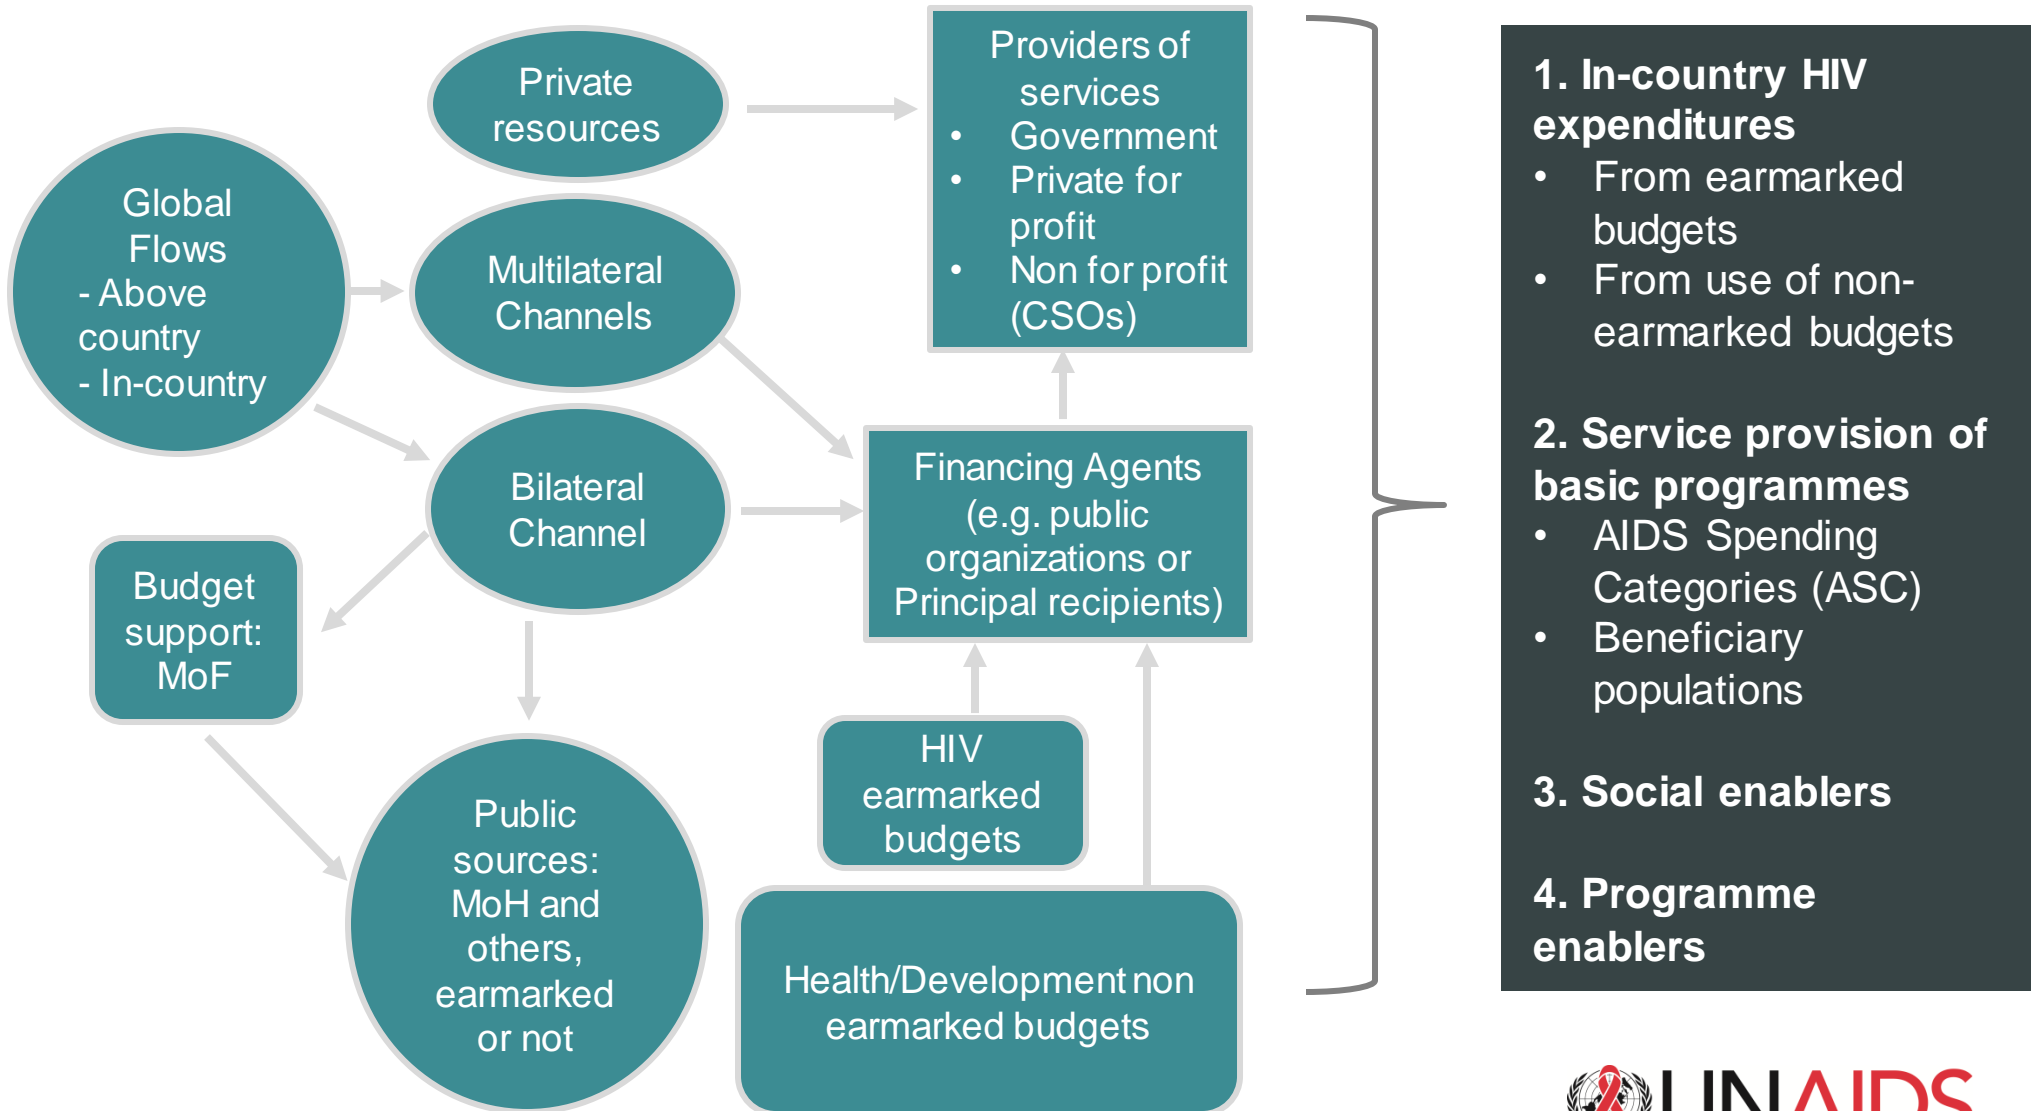 Private
resources
Global
Flows
- Above
country
- In-country
Multilateral
Channels
Bilateral
Channel
Budget
support:
MoF
Public
sources:
MoH and
others,
earmarked
or not
Providers of
services
• Government
• Private for
profit
• Non for profit
(CSOs)
Financing Agents
(e.g. public
organizations or
Principal recipients)
HIV
earmarked
budgets
Health/Development non
earmarked budgets
1. In-country HIV
expenditures
• From earmarked
budgets
• From use of non-
earmarked budgets
2. Service provision of
basic programmes
• AIDS Spending
Categories (ASC)
• Beneficiary
populations
3. Social enablers
4. Programme
enablers
UNAIDS